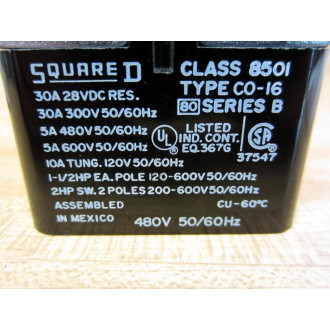 SQUARE D CLASS 8501
TYPE CO-16
30A 28VDC RES. 80 SERIES B
30A 300V 50/60Hz
5A 480V 50/60Hz
5A 600V 50/60Hz
UL LISTED
IND. CONT.
EQ. 367G
SA
37547
10A TUNG. 120V 50/60Hz
1-1/2HP EA. POLE 120-600V 50/60Hz
2HP SW. 2 POLES 200-600V 50/60Hz
ASSEMBLED
IN MEXICO
CU-60°C
480V 50/60Hz